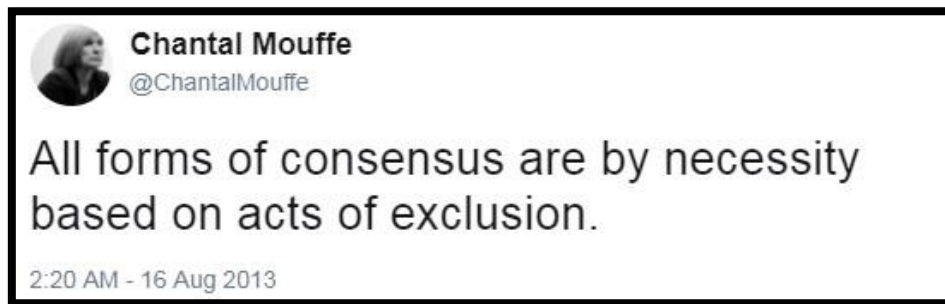 Chantal Mouffe
@ChantalMouffe
All forms of consensus are by necessity
based on acts of exclusion.
2:20 AM - 16 Aug 2013